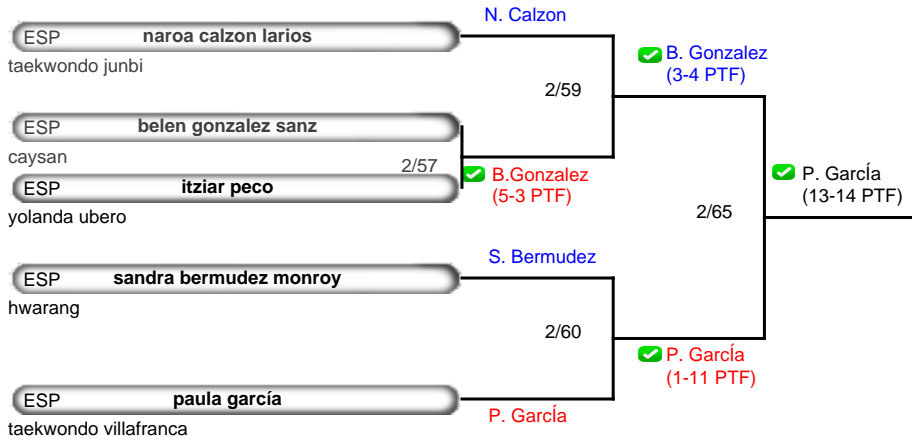 N. Calzon
ESP naroa calzon larios
taekwondo junbi
B. Gonzalez
(3-4 PTF)
2/59
ESP belen gonzalez sanz
caysan
2/57
B.Gonzalez
(5-3 PTF)
ESP itziar peco
yolanda ubero
P. GarcÍa
(13-14 PTF)
2/65
S. Bermudez
ESP sandra bermudez monroy
hwarang
2/60
P. GarcÍa
(1-11 PTF)
ESP paula garcía
P. GarcÍa
taekwondo villafranca